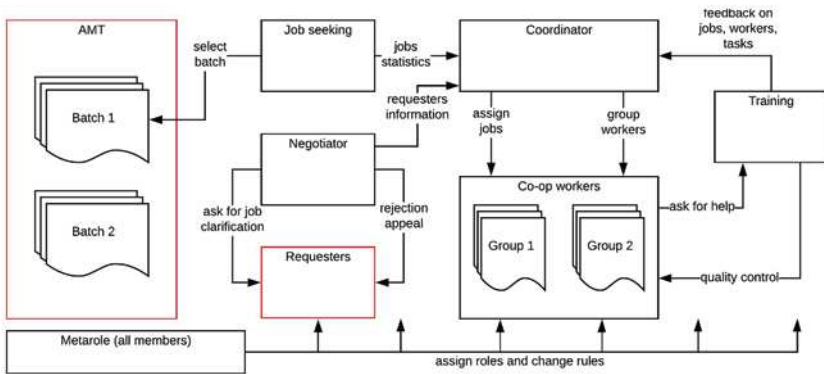 AMT
Batch 1
Batch 2
select
batch
Job seeking
jobs
statistics
Coordinator
feedback on
jobs, workers,
tasks
requesters
information
Negotiator
assign
jobs
group
workers
Training
ask for job
clarification
rejection
appeal
Requesters
Co-op workers
Group 1
Group 2
ask for help
quality control
Metarole (all members)
assign roles and change rules